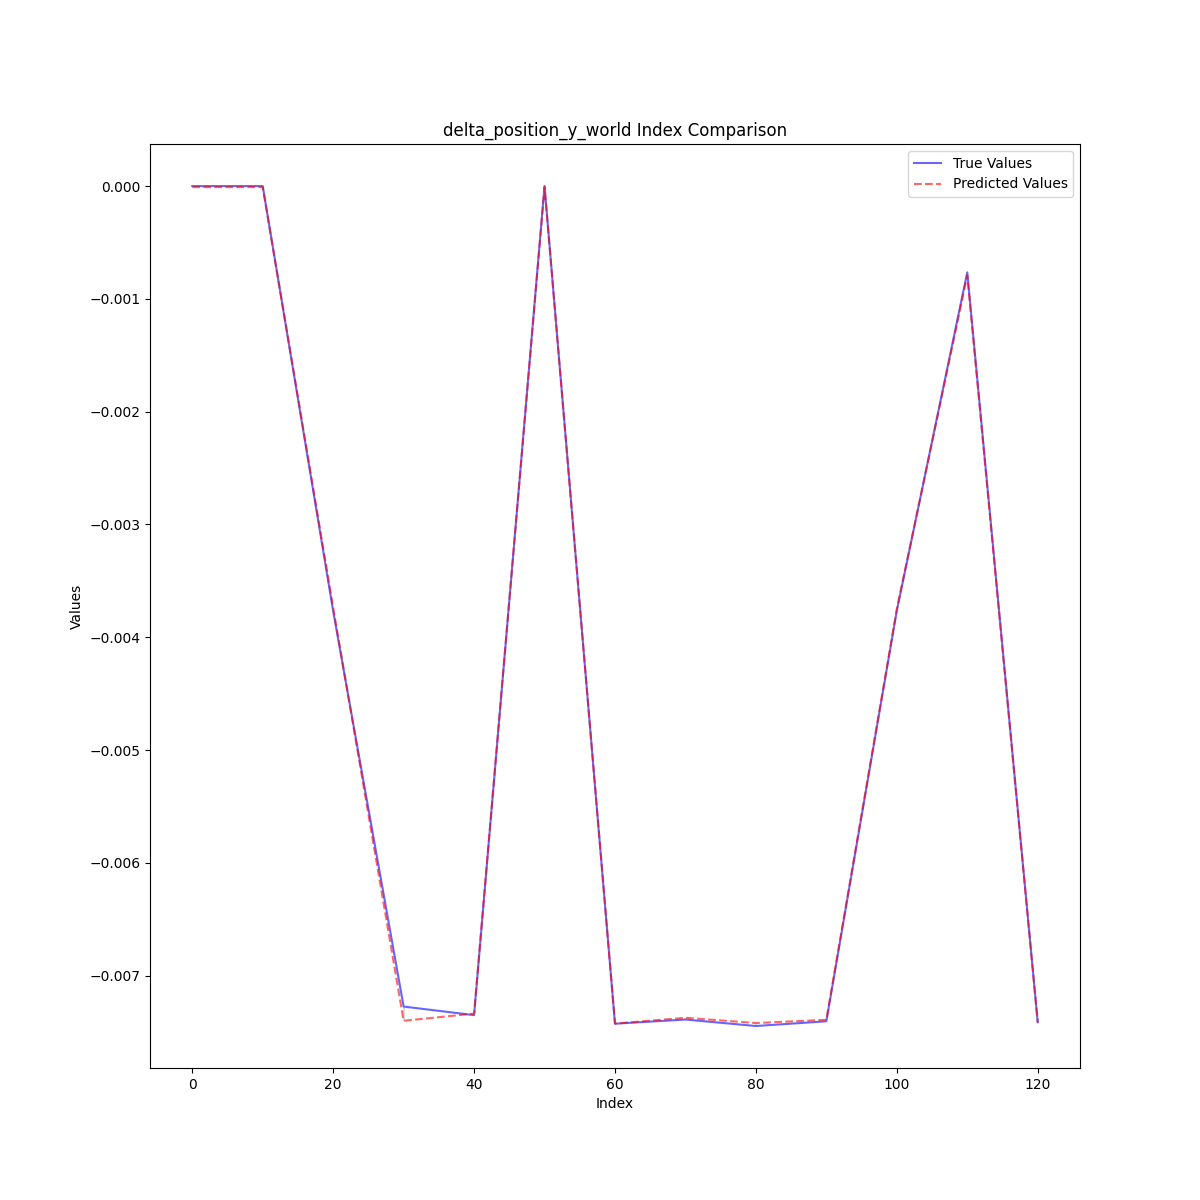 delta_position_y_world Index Comparison
True Values
Predicted Values
0.000
−0.001
−0.002
−0.003
−0.004
−0.005
−0.006
−0.007
Values
0 20 40 60 80 100 120
Index